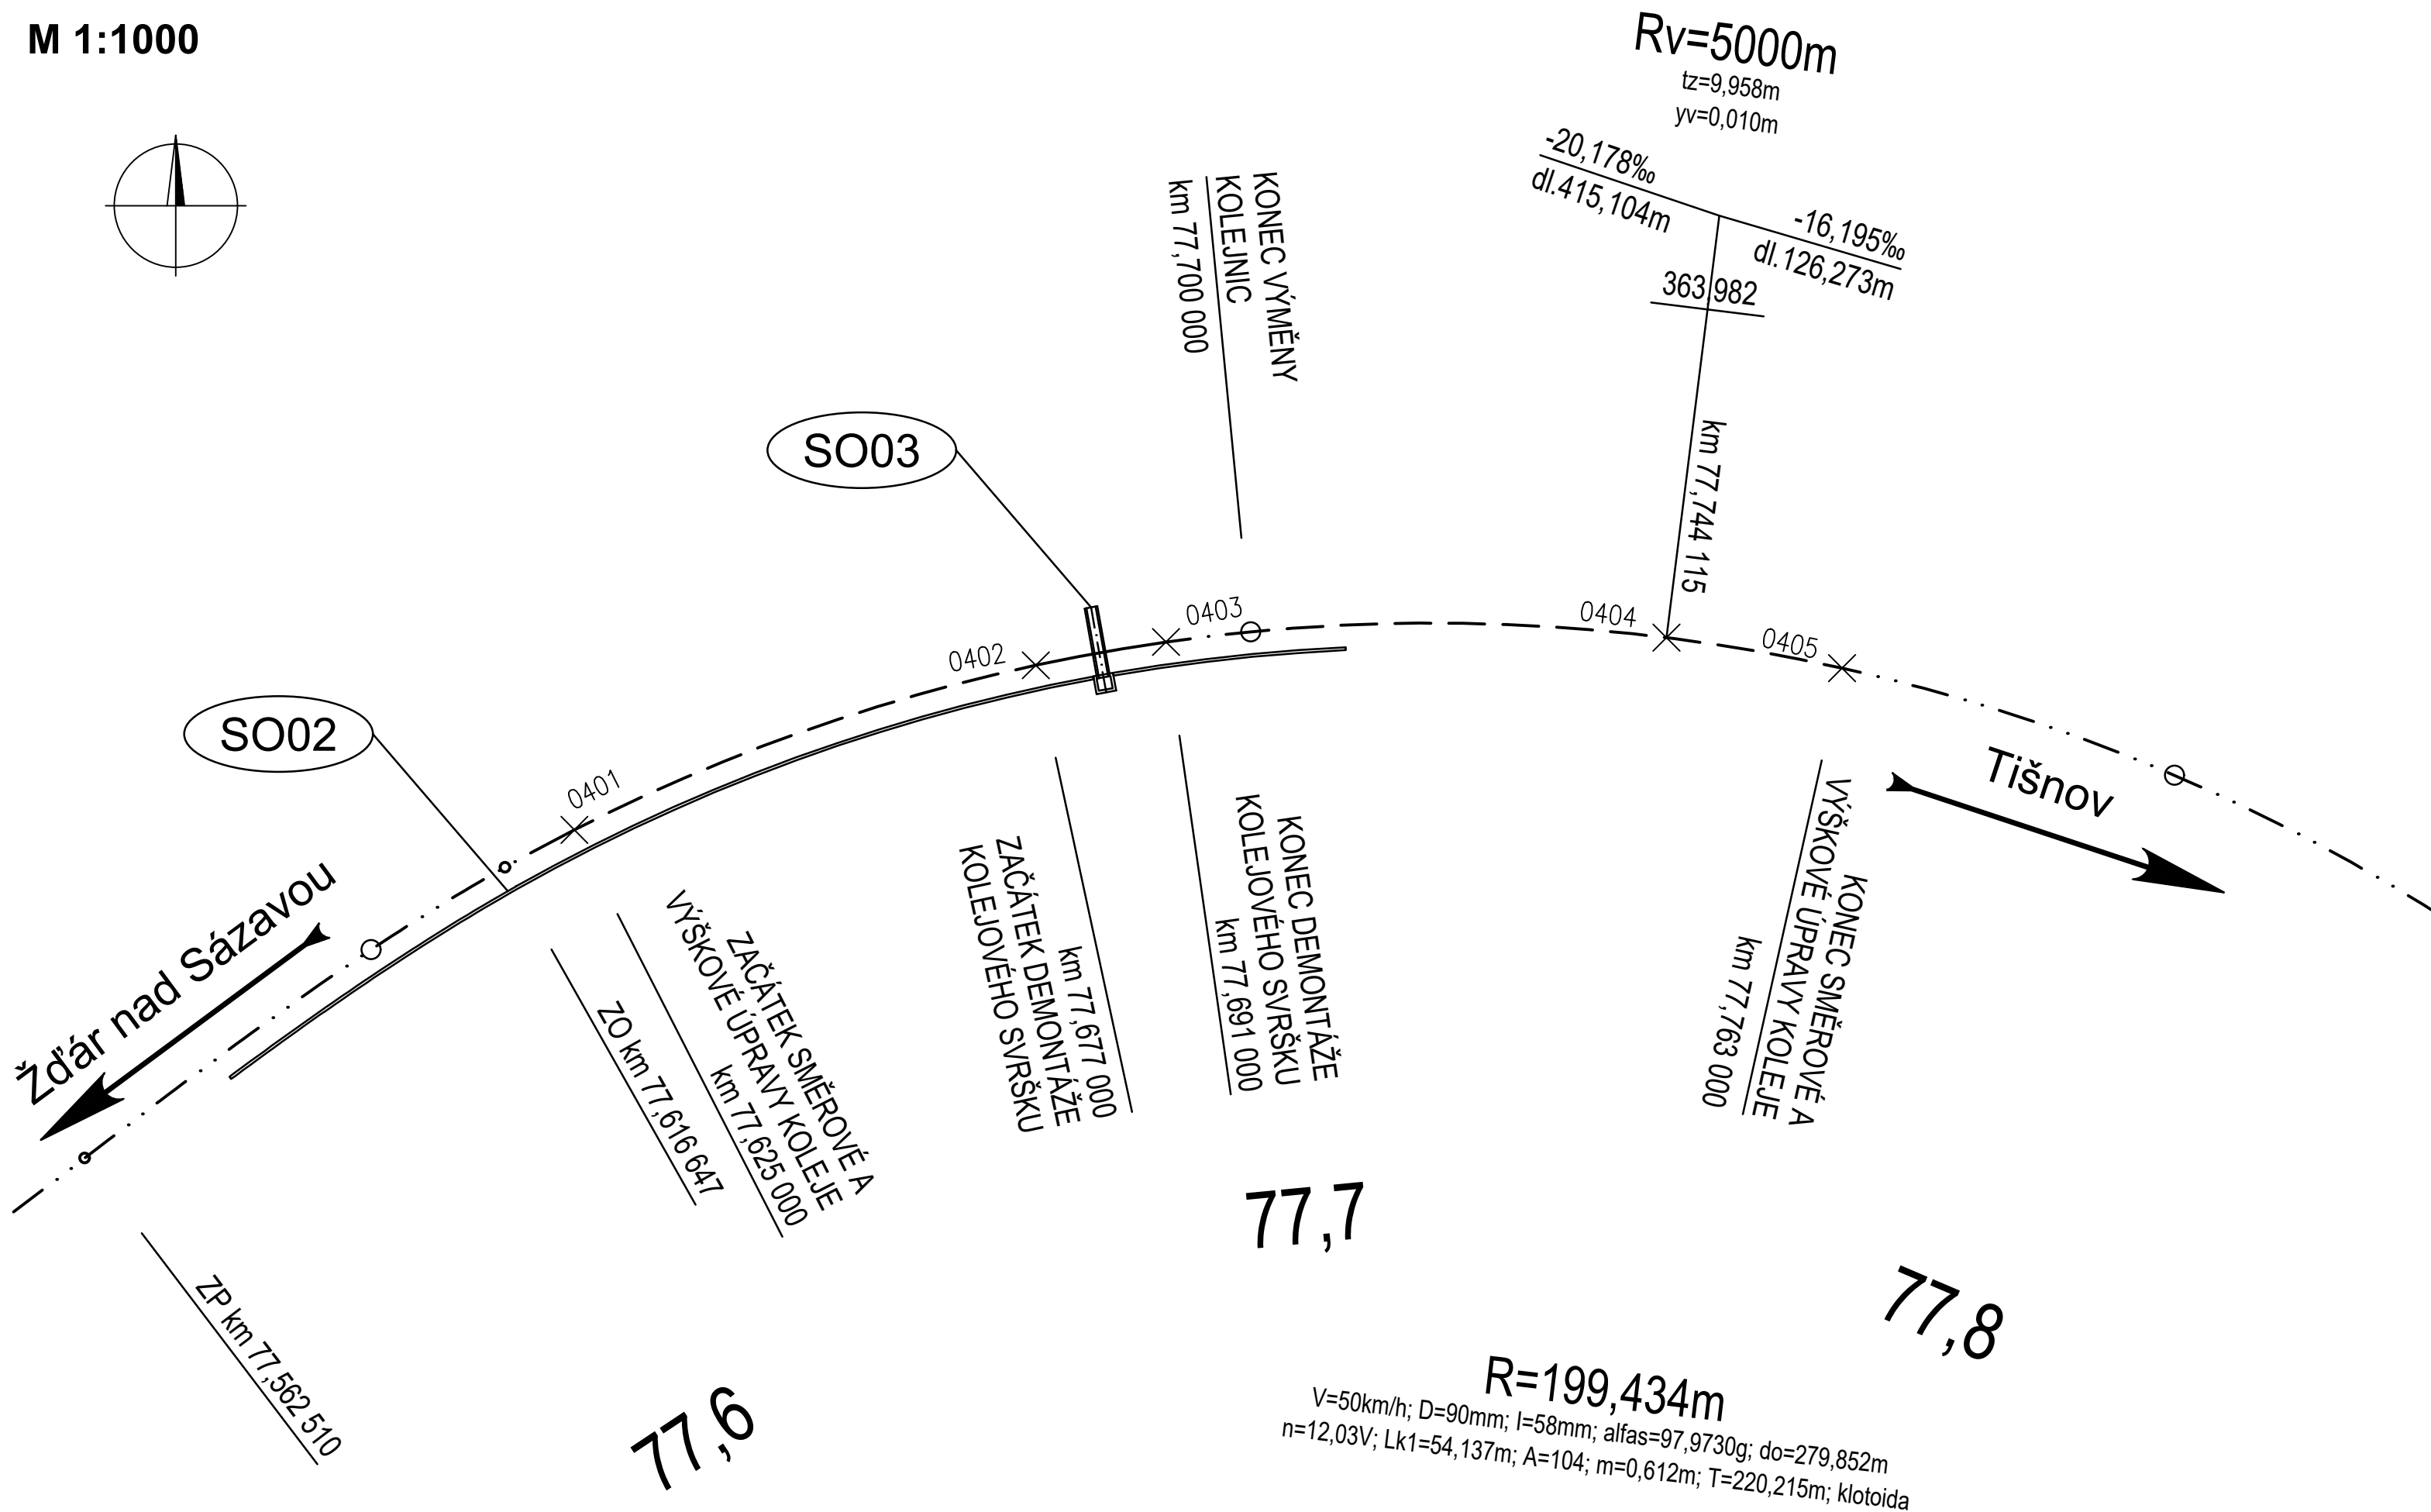 M 1:1000
Rv=5000m
tz=9,958m
yv=0,010m
-20,178‰
dl.415,104m
-16,195‰
dl.126,273m
363,982
km 77,744 115
KONEC VÝMĚNY
KOLEJNIC
km 77,700 000
SO03
SO02
0401
0402
0403
0404
0405
Žďár nad Sázavou
Tišnov
ZP km 77,562 510
ZO km 77,616 647
ZAČÁTEK SMĚROVÉ A
VÝŠKOVÉ ÚPRAVY KOLEJE
km 77,625 000
km 77,677 000
ZAČÁTEK DEMONTÁŽE
KOLEJOVÉHO SVRŠKU
KONEC DEMONTÁŽE
KOLEJOVÉHO SVRŠKU
km 77,691 000
KONEC SMĚROVÉ A
VÝŠKOVÉ ÚPRAVY KOLEJE
km 77,763 000
77,6
77,7
77,8
R=199,434m
V=50km/h; D=90mm; I=58mm; alfas=97,9730g; do=279,852m
n=12,03V; Lk1=54,137m; A=104; m=0,612m; T=220,215m; klotoida